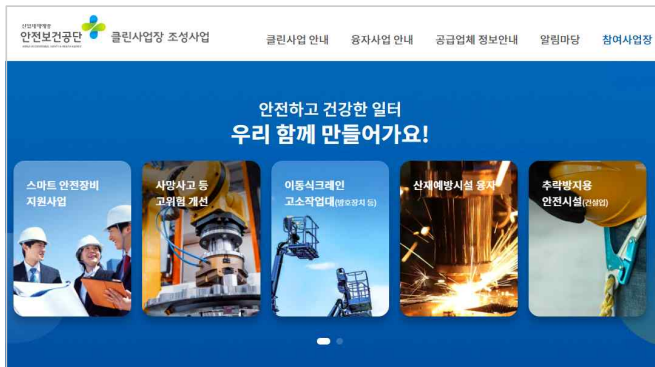 산업재해예방
안전보건공단
클린사업장 조성사업
클린사업 안내
융자사업 안내
공급업체 정보안내
알림마당
참여사업장
안전하고 건강한 일터
우리 함께 만들어가요!
스마트 안전장비
지원사업
사망사고 등
고위험 개선
이동식크레인
고소작업대(방호장치 등)
산재예방시설 융자
추락방지용
안전시설(건설업)